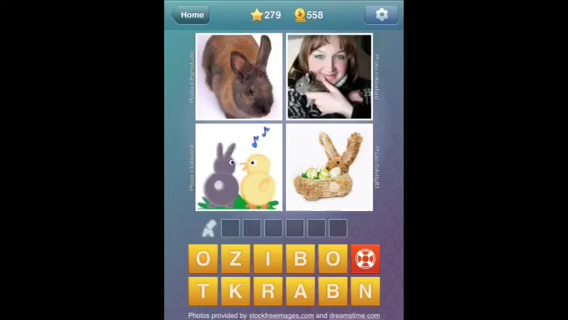 Home
279
558
O Z I B O
T K R A B N
Photos provided by stockfreeimages.com and dreamstime.com